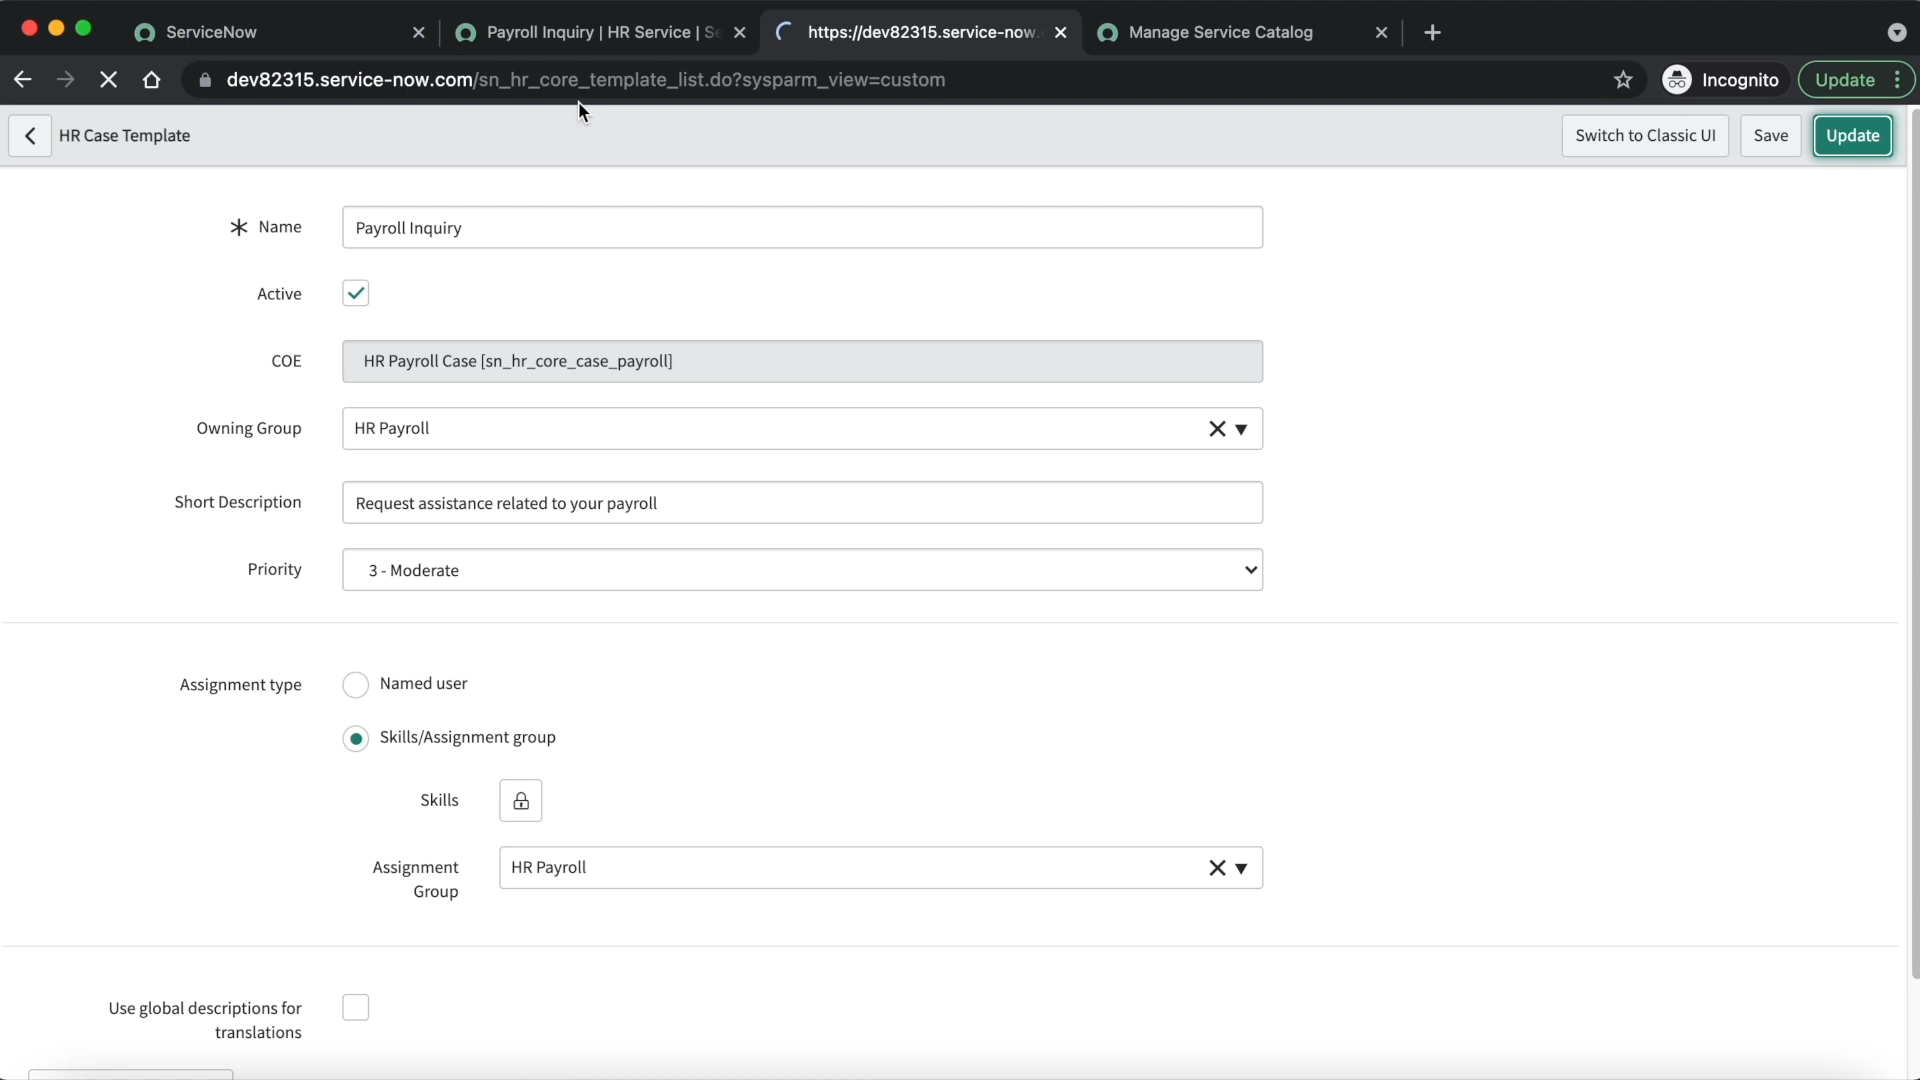 ServiceNow
Payroll Inquiry | HR Service | Se
https://dev82315.service-now.
Manage Service Catalog
dev82315.service-now.com/sn_hr_core_template_list.do?sysparm_view=custom
Incognito
Update
HR Case Template
Switch to Classic UI
Save
Update
Name
Payroll Inquiry
Active
COE
HR Payroll Case [sn_hr_core_case_payroll]
Owning Group
HR Payroll
Short Description
Request assistance related to your payroll
Priority
3 - Moderate
Assignment type
Named user
Skills/Assignment group
Skills
Assignment
Group
HR Payroll
Use global descriptions for
translations